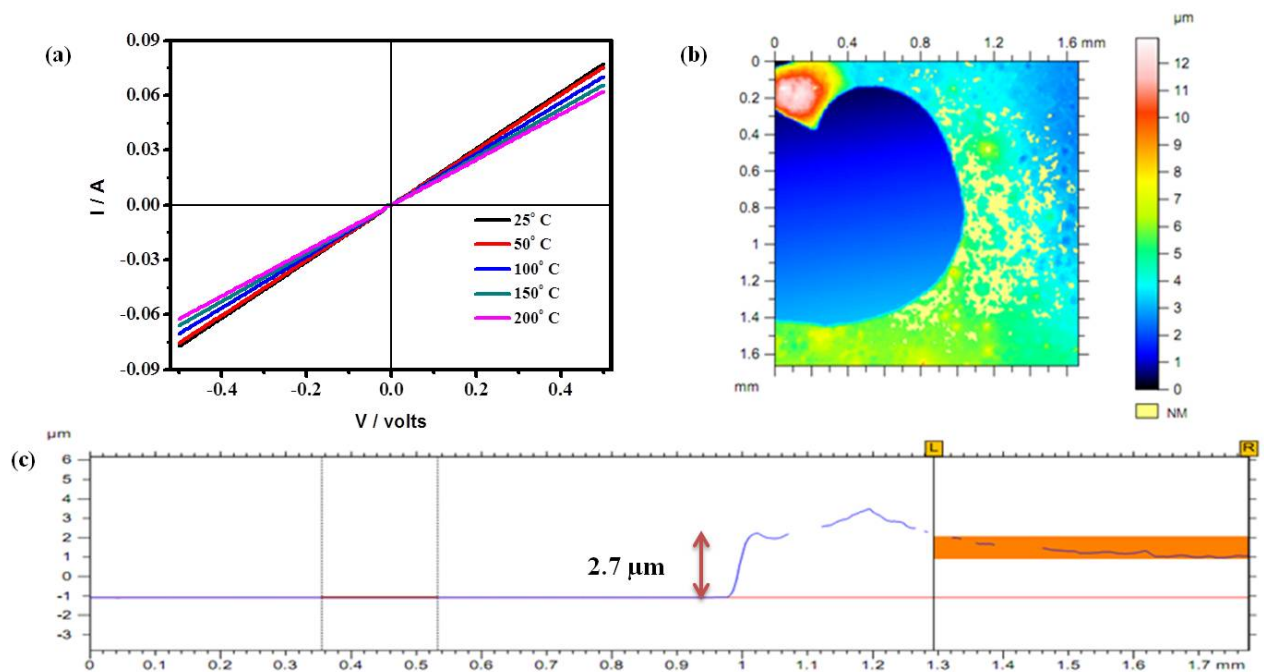 (a)
0.09
0.06
0.03
0.00
-0.03
-0.06
-0.09
I / A
-0.4 -0.2 0.0 0.2 0.4
V / volts
25° C
50° C
100° C
150° C
200° C
(b)
0 0.4 0.8 1.2 1.6 mm
0
0.2
0.4
0.6
0.8
1
1.2
1.4
1.6
mm
µm
12
11
10
9
8
7
6
5
4
3
2
1
0
NM
(c)
µm
6
5
4
3
2
1
0
-1
-2
-3
L R
2.7 µm
0 0.1 0.2 0.3 0.4 0.5 0.6 0.7 0.8 0.9 1 1.1 1.2 1.3 1.4 1.5 1.6 1.7 mm